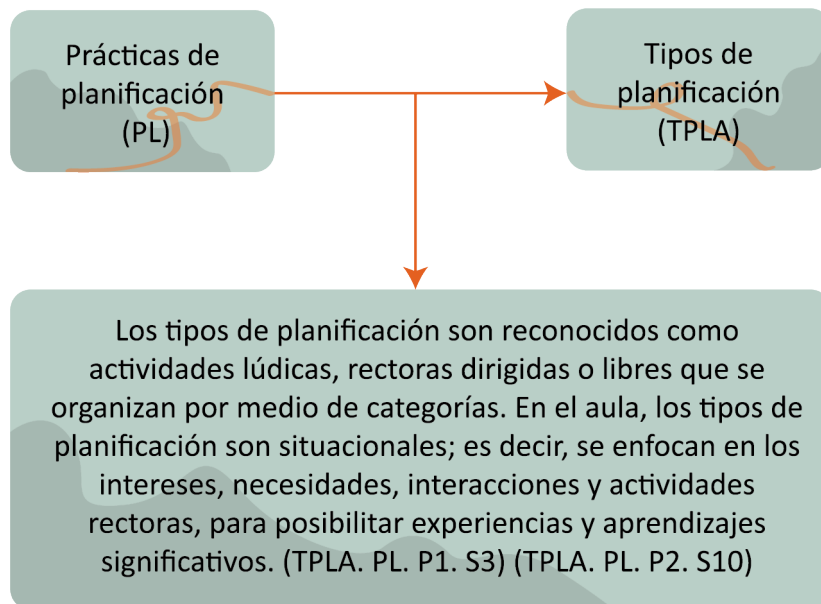 Prácticas de
planificación
(PL)
Tipos de
planificación
(TPLA)
Los tipos de planificación son reconocidos como
actividades lúdicas, rectoras dirigidas o libres que se
organizan por medio de categorías. En el aula, los tipos de
planificación son situacionales; es decir, se enfocan en los
intereses, necesidades, interacciones y actividades
rectoras, para posibilitar experiencias y aprendizajes
significativos. (TPLA. PL. P1. S3) (TPLA. PL. P2. S10)